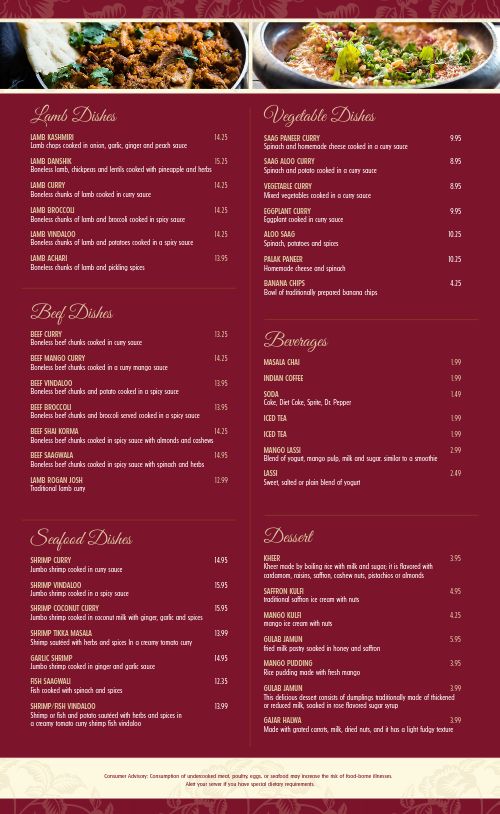 Lamb Dishes
LAMB KASHMIRI 14.25
Lamb chops cooked in onion, garlic, ginger and peach sauce
LAMB DANSHIK 15.25
Boneless lamb, chickpeas and lentils cooked with pineapple and herbs
LAMB CURRY 14.25
Boneless chunks of lamb cooked in curry sauce
LAMB BROCCOLI 14.25
Boneless chunks of lamb and broccoli cooked in spicy sauce
LAMB VINDALOO 14.25
Boneless chunks of lamb and potatoes cooked in a spicy sauce
LAMB ACHARI 13.95
Boneless chunks of lamb and pickling spices
Beef Dishes
BEEF CURRY 13.25
Boneless beef chunks cooked in curry sauce
BEEF MANGO CURRY 14.25
Boneless beef chunks cooked in a curry mango sauce
BEEF VINDALOO 13.95
Boneless beef chunks and potato cooked in a spicy sauce
BEEF BROCCOLI 13.95
Boneless beef chunks and broccoli served cooked in a spicy sauce
BEEF SHAI KORMA 14.25
Boneless beef chunks cooked in spicy sauce with almonds and cashews
BEEF SAAGWALA 14.95
Boneless beef chunks cooked in spicy sauce with spinach and herbs
LAMB ROGAN JOSH 12.99
Traditional lamb curry
Seafood Dishes
SHRIMP CURRY 14.95
Jumbo shrimp cooked in curry sauce
SHRIMP VINDALOO 15.95
Jumbo shrimp cooked in a spicy sauce
SHRIMP COCONUT CURRY 15.95
Jumbo shrimp cooked in coconut milk with ginger, garlic and spices
SHRIMP TIKKA MASALA 13.99
Shrimp sautéed with herbs and spices In a creamy tomato curry
GARLIC SHRIMP 14.95
Jumbo shrimp cooked in ginger and garlic sauce
FISH SAAGWALI 12.35
Fish cooked with spinach and spices
SHRIMP/FISH VINDALOO 13.99
Shrimp or fish and potato sautéed with herbs and spices in
a creamy tomato curry shrimp fish vindaloo
Vegetable Dishes
SAAG PANEER CURRY 9.95
Spinach and homemade cheese cooked in a curry sauce
SAAG ALOO CURRY 8.95
Spinach and potato cooked in a curry sauce
VEGETABLE CURRY 8.95
Mixed vegetables cooked in a curry sauce
EGGPLANT CURRY 9.95
Eggplant cooked in curry sauce
ALOO SAAG 10.25
Spinach, potatoes and spices
PALAK PANEER 10.25
Homemade cheese and spinach
BANANA CHIPS 4.25
Bowl of traditionally prepared banana chips
Beverages
MASALA CHAI 1.99
INDIAN COFFEE 1.99
SODA 1.49
Coke, Diet Coke, Sprite, Dr. Pepper
ICED TEA 1.99
ICED TEA 1.99
MANGO LASSI 2.99
Blend of yogurt, mango pulp, milk and sugar. similar to a smoothie
LASSI 2.49
Sweet, salted or plain blend of yogurt
Dessert
KHEER 3.95
Kheer made by boiling rice with milk and sugar; it is flavored with
cardamom, raisins, saffron, cashew nuts, pistachios or almonds
SAFFRON KULFI 4.95
traditional saffron ice cream with nuts
MANGO KULFI 4.25
mango ice cream with nuts
GULAB JAMUN 5.95
fried milk pastry soaked in honey and saffron
MANGO PUDDING 3.95
Rice pudding made with fresh mango
GULAB JAMUN 3.99
This delicious dessert consists of dumplings traditionally made of thickened
or reduced milk, soaked in rose flavored sugar syrup
GAJAR HALWA 3.99
Made with grated carrots, milk, dried nuts, and it has a light fudgy texture
Consumer Advisory: Consumption of undercooked meat, poultry, eggs, or seafood may increase the risk of food-borne illnesses.
Alert your server if you have special dietary requirements.